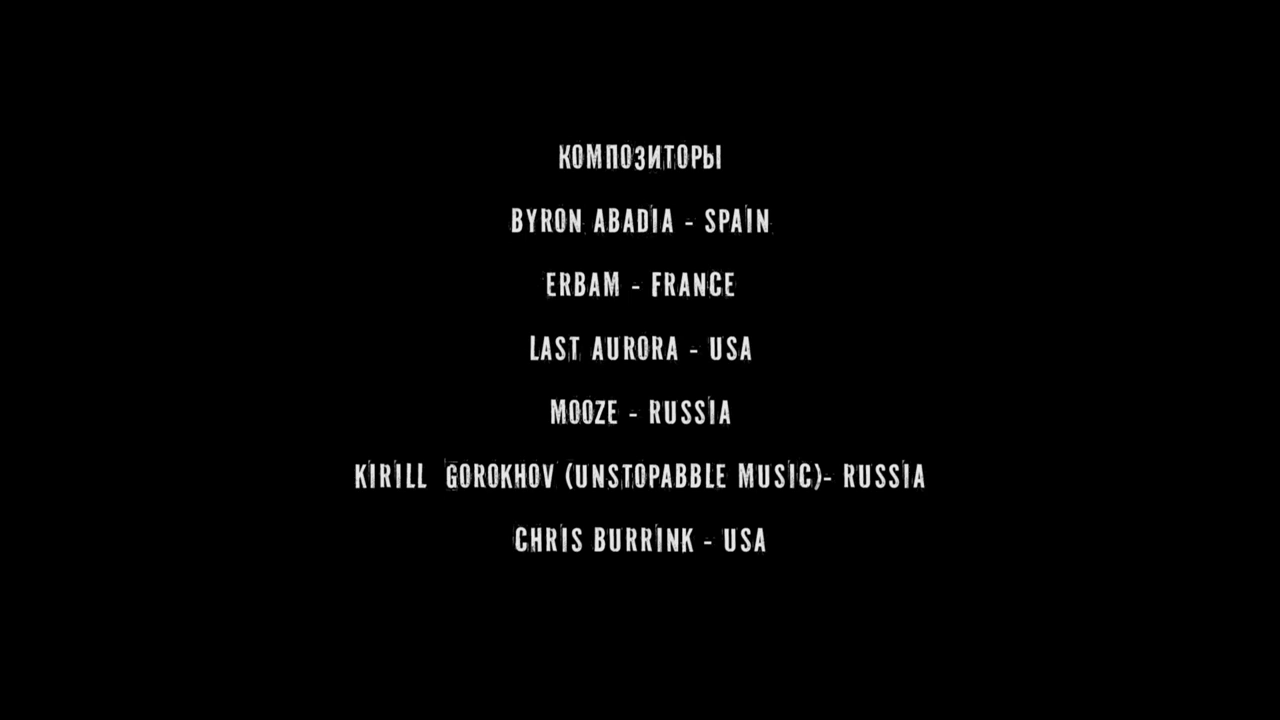 КОМПОЗИТОРЫ
BYRON ABADIA - SPAIN
ERBAM - FRANCE
LAST AURORA - USA
MOOZE - RUSSIA
KIRILL GOROKHOV (UNSTOPABBLE MUSIC)- RUSSIA
CHRIS BURRINK - USA